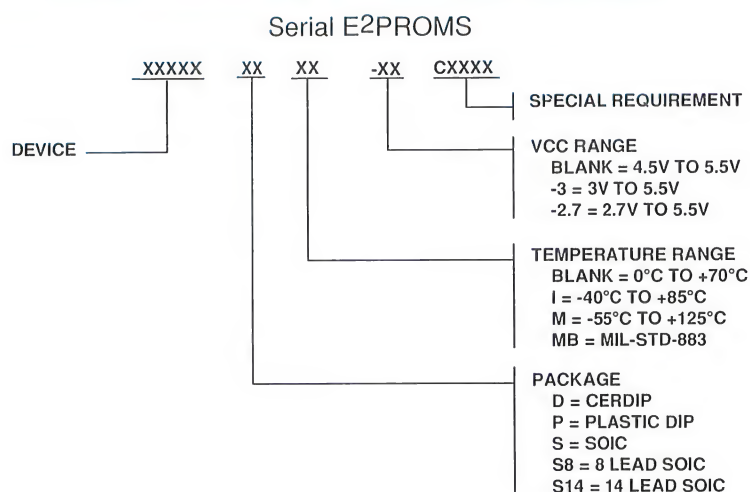 Serial E2PROMS
XXXXX XX XX -XX CXXXX
SPECIAL REQUIREMENT
DEVICE
VCC RANGE
BLANK = 4.5V TO 5.5V
-3 = 3V TO 5.5V
-2.7 = 2.7V TO 5.5V
TEMPERATURE RANGE
BLANK = 0°C TO +70°C
I = -40°C TO +85°C
M = -55°C TO +125°C
MB = MIL-STD-883
PACKAGE
D = CERDIP
P = PLASTIC DIP
S = SOIC
S8 = 8 LEAD SOIC
S14 = 14 LEAD SOIC